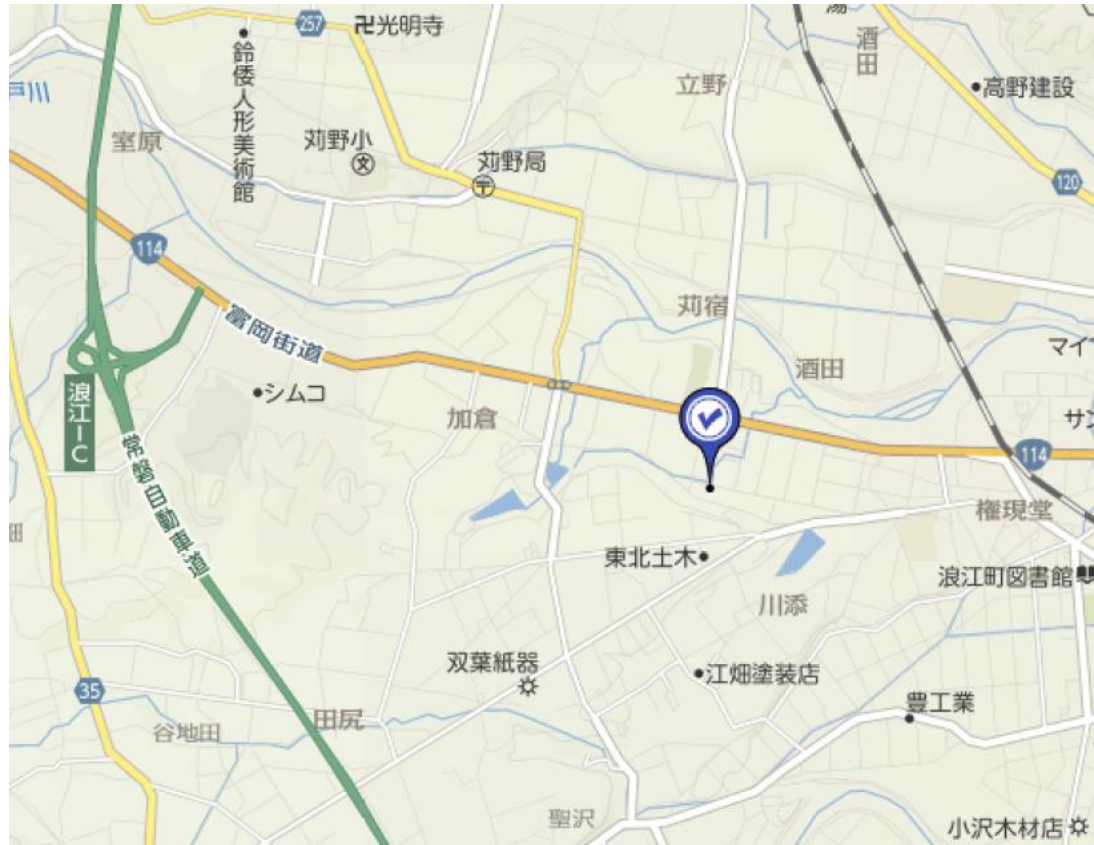 257
卍光明寺
酒田
立野
高野建設
鈴倭人形美術館
戸川
室原
苅野小
文
苅野局
120
114
富岡街道
苅宿
酒田
浪江IC
シムコ
加倉
常磐自動車道
114
権現堂
東北土木
浪江町図書館
川添
双葉紙器
江畑塗装店
35
谷地田
田尻
豊工業
聖沢
小沢木材店